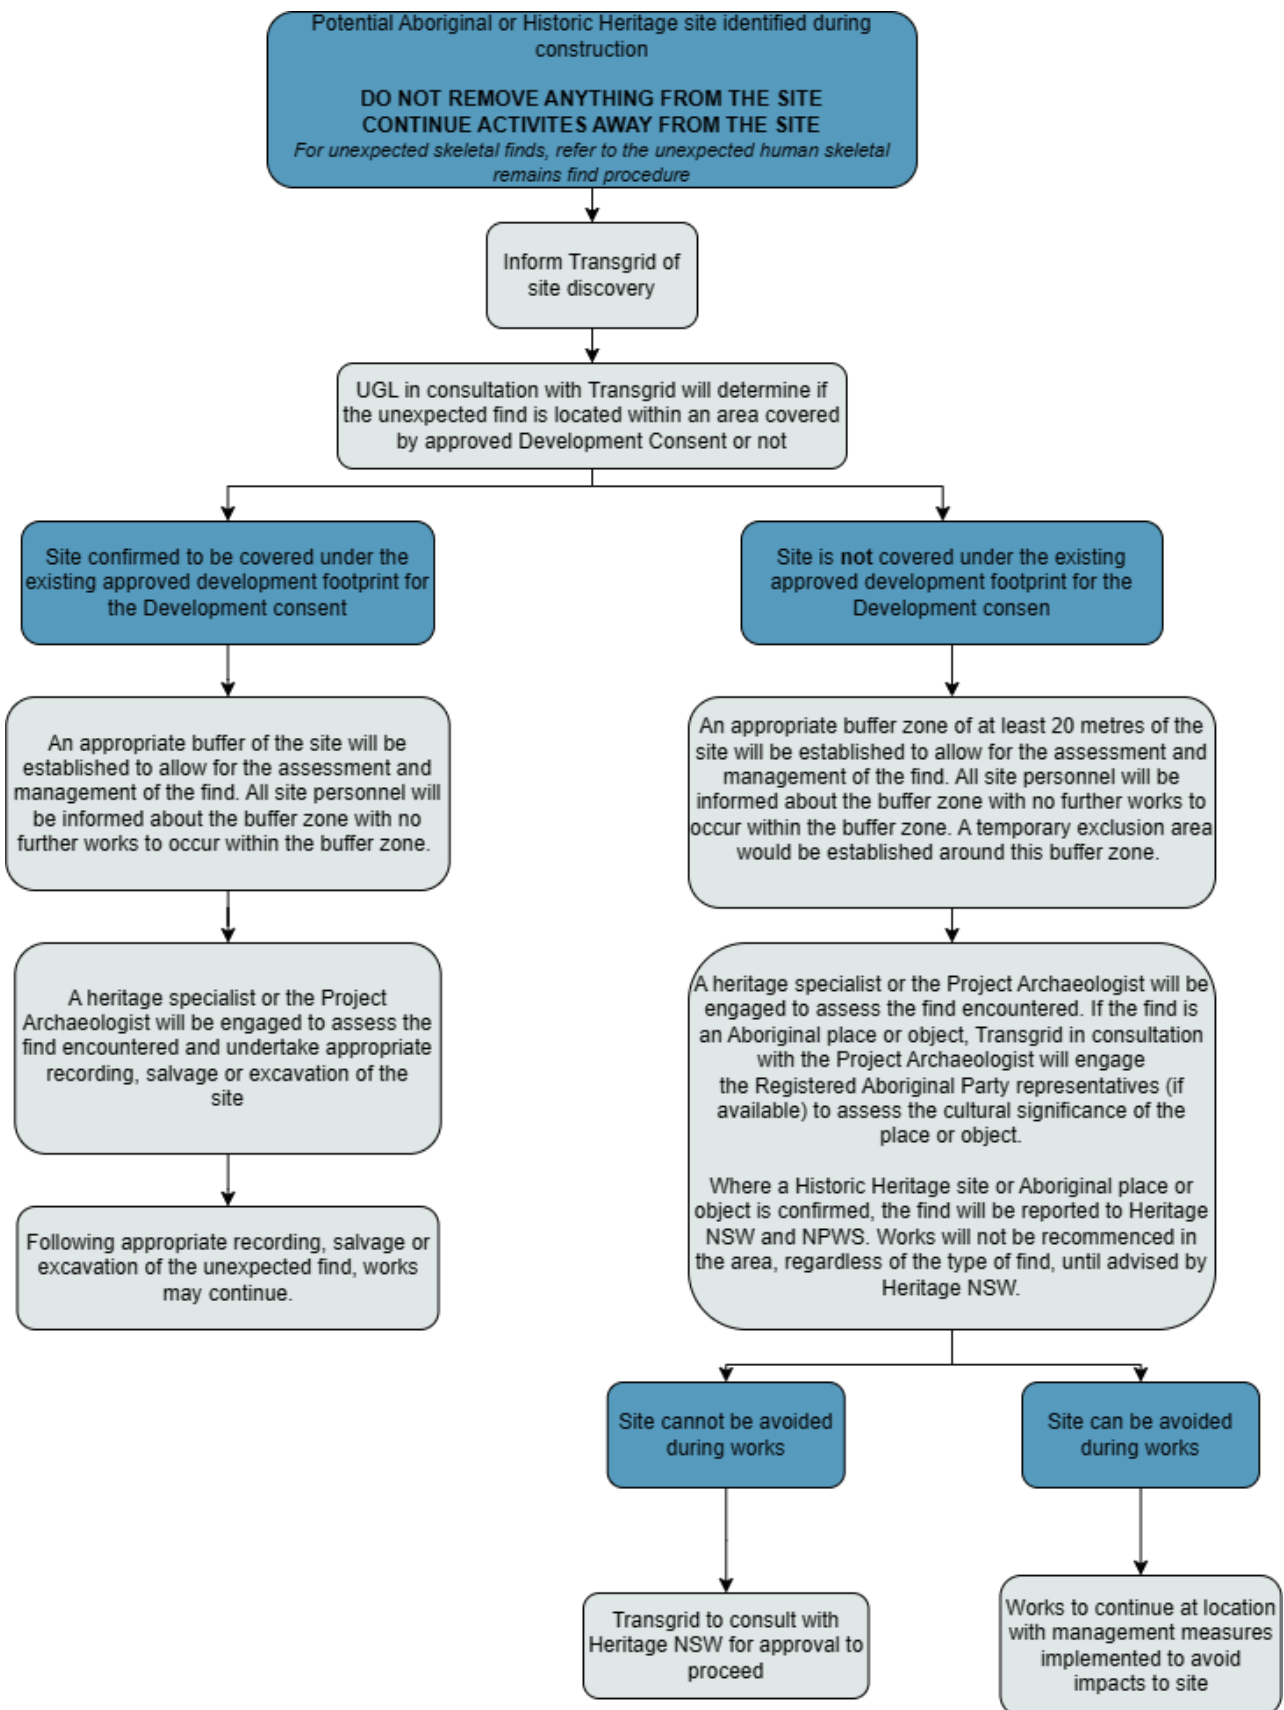 Potential Aboriginal or Historic Heritage site identified during
construction
DO NOT REMOVE ANYTHING FROM THE SITE
CONTINUE ACTIVITES AWAY FROM THE SITE
For unexpected skeletal finds, refer to the unexpected human skeletal
remains find procedure
Inform Transgrid of
site discovery
UGL in consultation with Transgrid will determine if
the unexpected find is located within an area covered
by approved Development Consent or not
Site confirmed to be covered under the
existing approved development footprint for
the Development consent
An appropriate buffer of the site will be
established to allow for the assessment and
management of the find. All site personnel will
be informed about the buffer zone with no
further works to occur within the buffer zone.
A heritage specialist or the Project
Archaeologist will be engaged to assess the
find encountered and undertake appropriate
recording, salvage or excavation of the
site
Following appropriate recording, salvage or
excavation of the unexpected find, works
may continue.
Site is not covered under the existing
approved development footprint for the
Development consen
An appropriate buffer zone of at least 20 metres of the
site will be established to allow for the assessment and
management of the find. All site personnel will be
informed about the buffer zone with no further works to
occur within the buffer zone. A temporary exclusion area
would be established around this buffer zone.
A heritage specialist or the Project Archaeologist will be
engaged to assess the find encountered. If the find is
an Aboriginal place or object, Transgrid in consultation
with the Project Archaeologist will engage
the Registered Aboriginal Party representatives (if
available) to assess the cultural significance of the
place or object.
Where a Historic Heritage site or Aboriginal place or
object is confirmed, the find will be reported to Heritage
NSW and NPWS. Works will not be recommenced in
the area, regardless of the type of find, until advised by
Heritage NSW.
Site cannot be avoided
during works
Transgrid to consult with
Heritage NSW for approval to
proceed
Site can be avoided
during works
Works to continue at location
with management measures
implemented to avoid
impacts to site